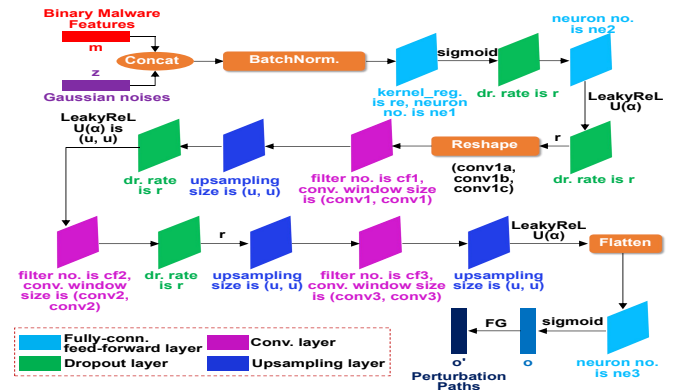 Binary Malware
Features
m
z
Gaussian noises
Concat
BatchNorm.
kernel_reg.
is re, neuron
no. is ne1
sigmoid
dr. rate is r
neuron no.
is ne2
LeakyReL
U(α)
dr. rate is r
r
Reshape
(conv1a,
conv1b,
conv1c)
filter no. is cf1,
conv. window size
is (conv1, conv1)
upsampling
size is (u, u)
dr. rate
is r
LeakyReL
U(α) is
(u, u)
filter no. is cf2,
conv. window
size is (conv2,
conv2)
dr. rate
is r
r
upsampling
size is (u, u)
filter no. is cf3,
conv. window size
is (conv3, conv3)
upsampling
size is (u, u)
LeakyReL
U(α)
Flatten
neuron no.
is ne3
sigmoid
o
FG
o'
Perturbation
Paths
Fully-conn.
feed-forward layer
Conv. layer
Dropout layer
Upsampling layer